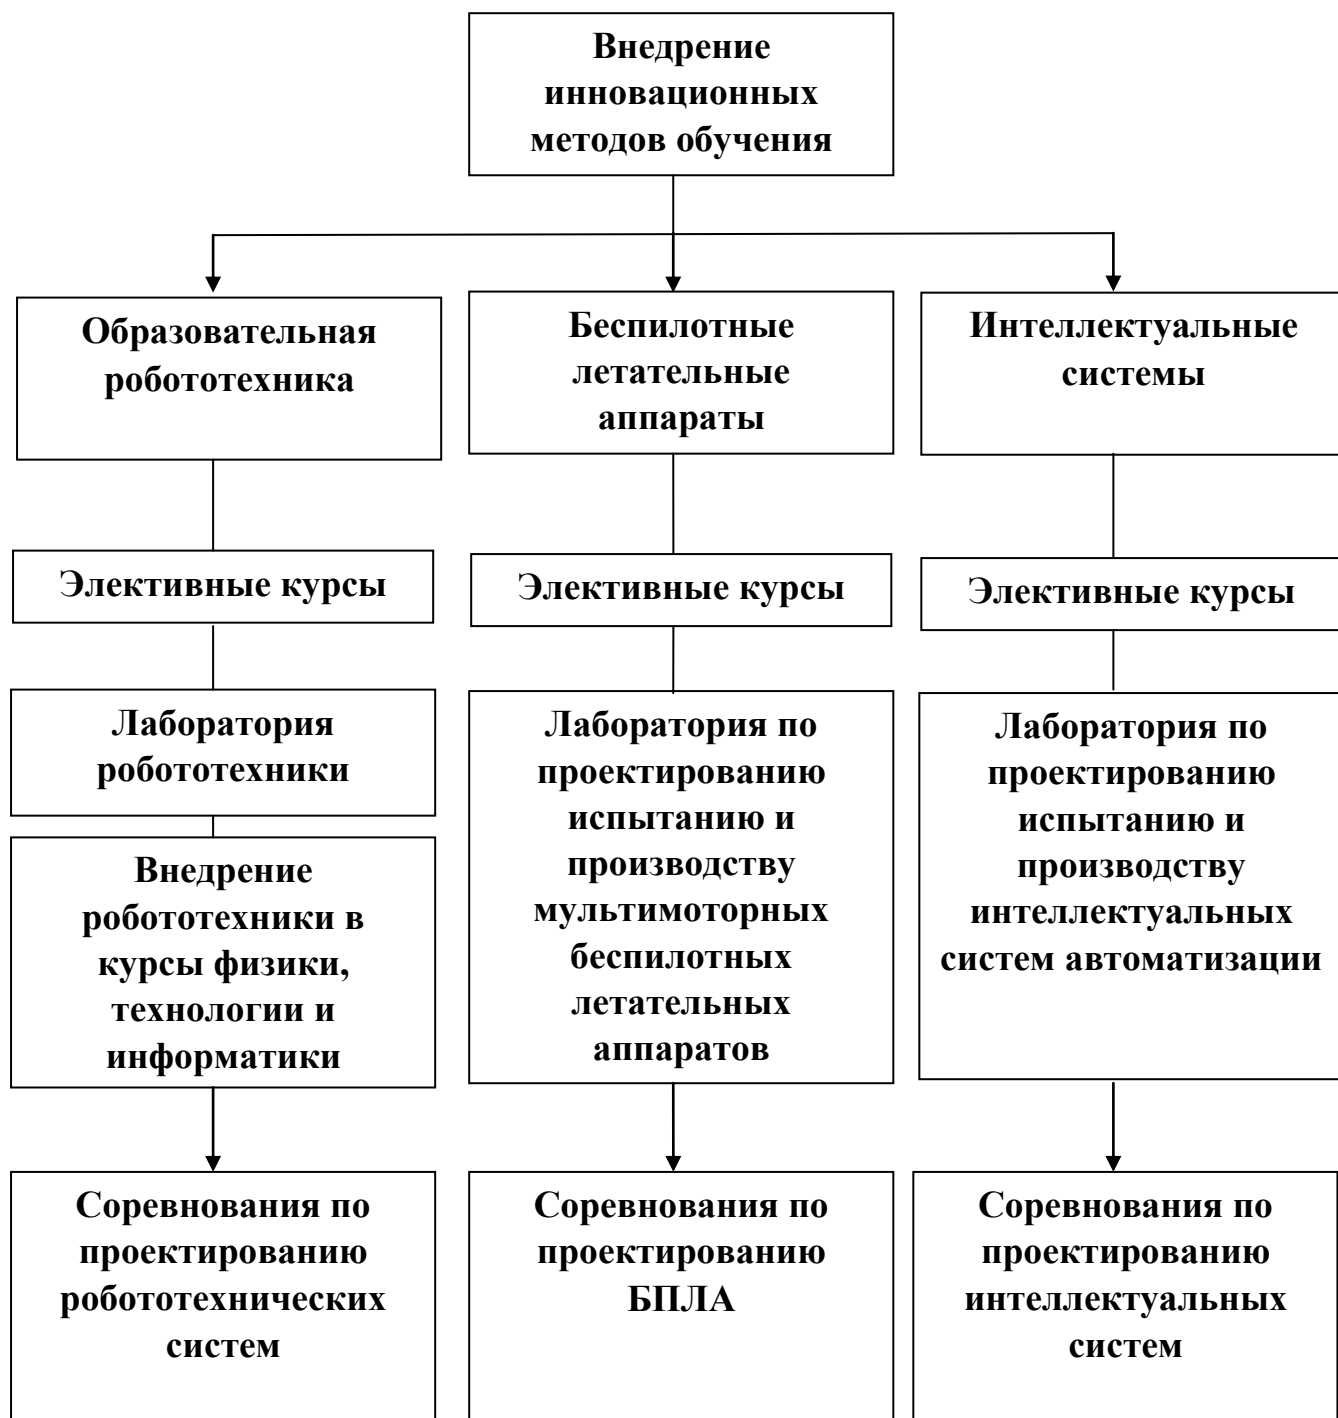 Внедрение
инновационных
методов обучения
Образовательная
робототехника
Беспилотные
летательные
аппараты
Интеллектуальные
системы
Элективные курсы
Элективные курсы
Элективные курсы
Лаборатория
робототехники
Внедрение
робототехники в
курсы физики,
технологии и
информатики
Лаборатория по
проектированию
испытанию и
производству
мультимоторных
беспилотных
летательных
аппаратов
Лаборатория по
проектированию
испытанию и
производству
интеллектуальных
систем автоматизации
Соревнования по
проектированию
робототехнических
систем
Соревнования по
проектированию
БПЛА
Соревнования по
проектированию
интеллектуальных
систем